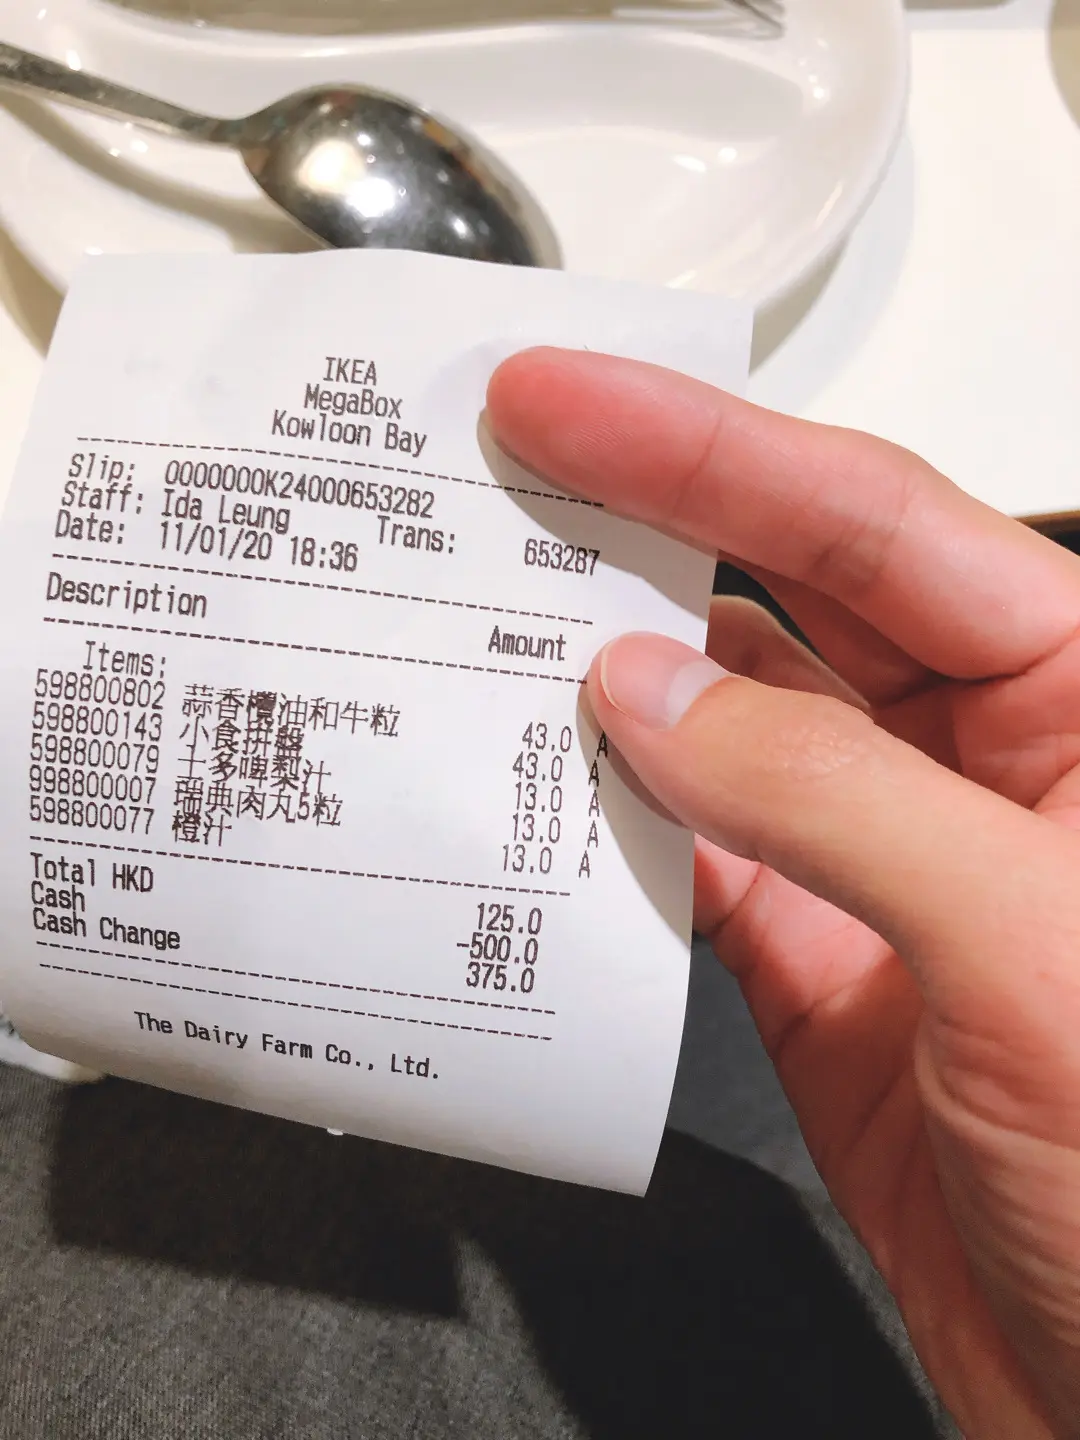 IKEA
MegaBox
Kowloon Bay
Slip: 0000000K24000653282
Staff: Ida Leung Trans: 653287
Date: 11/01/20 18:36
Description Amount
Items:
598800802 蒜香欖油和牛粒 43.0 A
598800143 小食拼盤 43.0 A
598800079 士多啤梨汁 13.0 A
998800007 瑞典肉丸5粒 13.0 A
598800077 橙汁 13.0 A
Total HKD 125.0
Cash -500.0
Cash Change 375.0
The Dairy Farm Co., Ltd.